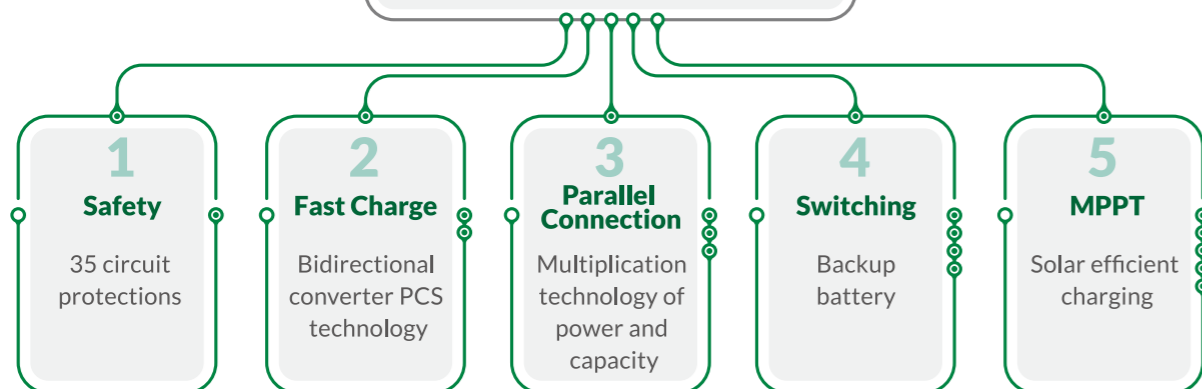 1
Safety
35 circuit
protections
2
Fast Charge
Bidirectional
converter PCS
technology
3
Parallel
Connection
Multiplication
technology of
power and
capacity
4
Switching
Backup
battery
5
MPPT
Solar efficient
charging